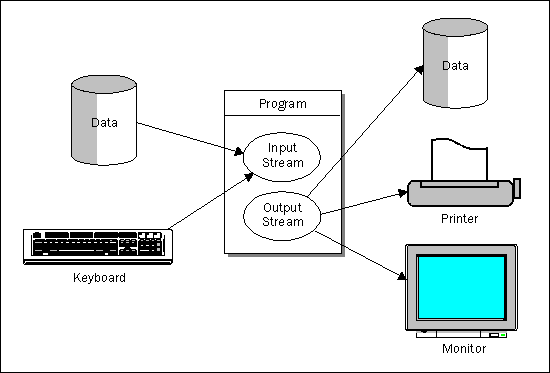 Data
Program
Data
Input
Stream
Output
Stream
Printer
Keyboard
Monitor